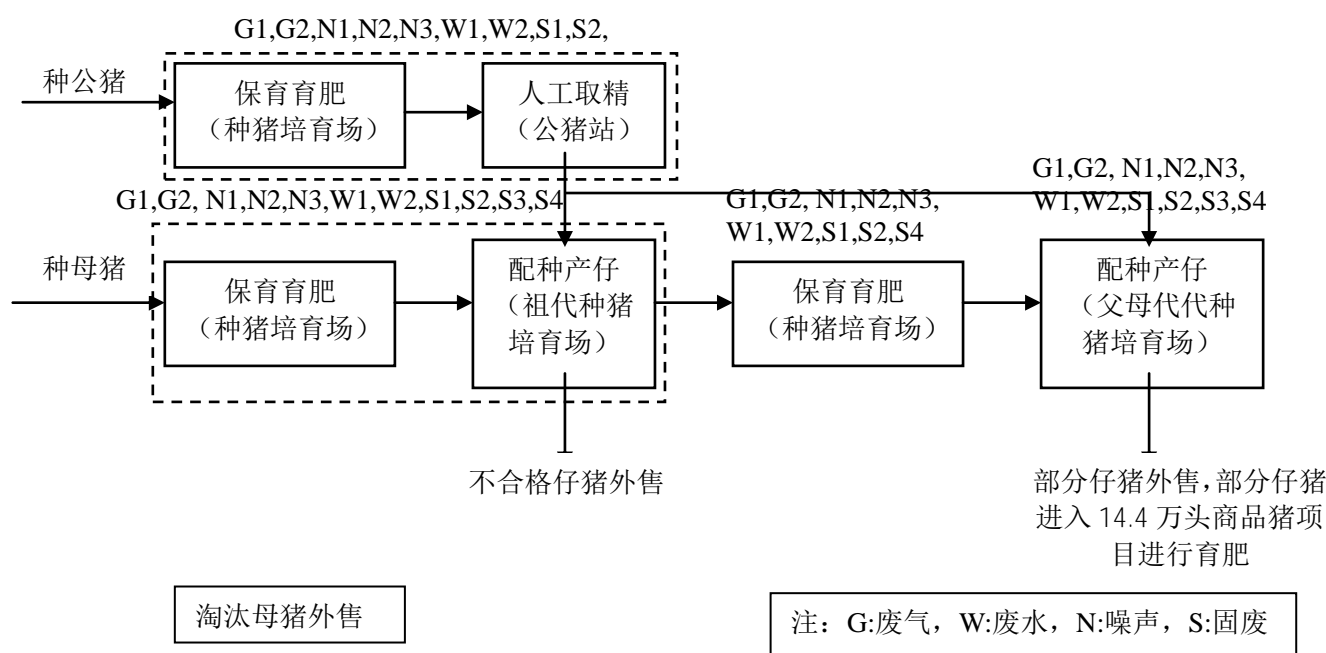 G1,G2,N1,N2,N3,W1,W2,S1,S2,
种公猪
保育育肥
（种猪培育场）
人工取精
（公猪站）
G1,G2, N1,N2,N3,W1,W2,S1,S2,S3,S4
G1,G2, N1,N2,N3,
W1,W2,S1,S2,S4
G1,G2, N1,N2,N3,
W1,W2,S1,S2,S3,S4
种母猪
保育育肥
（种猪培育场）
配种产仔
（祖代种猪
培育场）
保育育肥
（种猪培育场）
配种产仔
（父母代代种
猪培育场）
不合格仔猪外售
部分仔猪外售，部分仔猪
进入 14.4 万头商品猪项
目进行育肥
淘汰母猪外售
注：G:废气，W:废水，N:噪声，S:固废